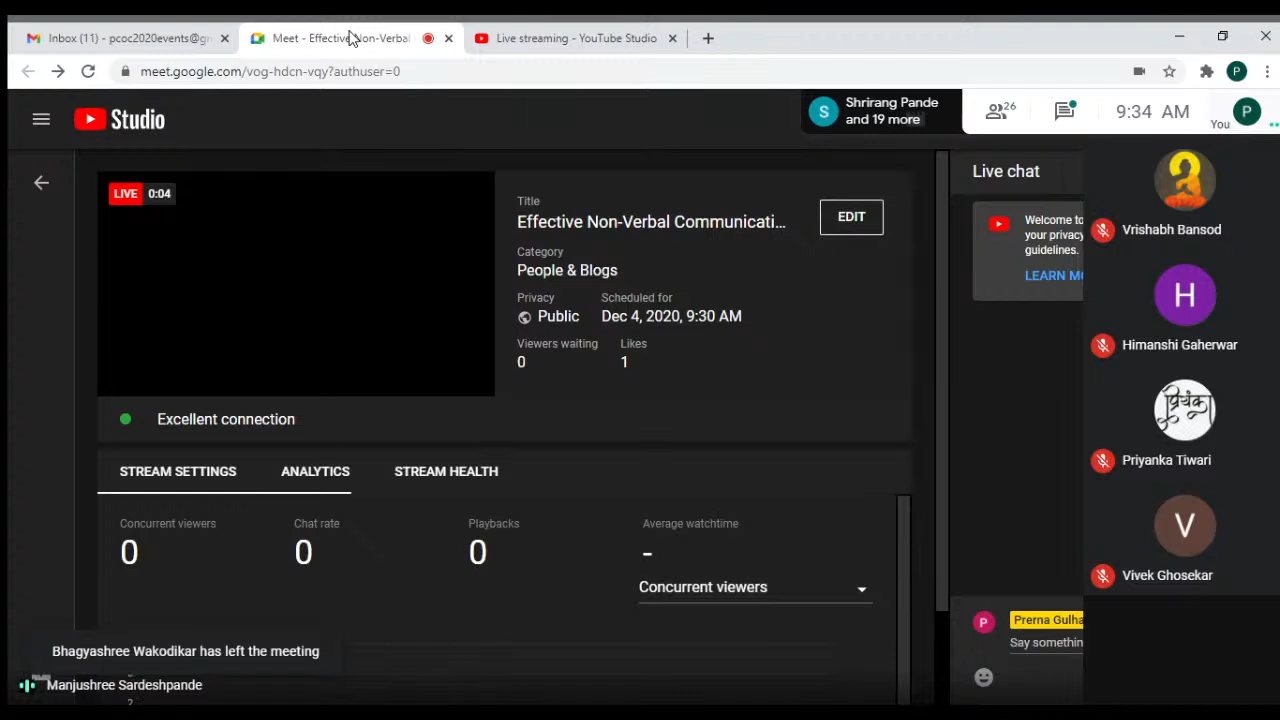 Inbox (11) - pcoc2020events@gm
Meet - Effective Non-Verbal
Live streaming - YouTube Studio
meet.google.com/vog-hdcn-vqy?authuser=0
P
Studio
S
Shrirang Pande
and 19 more
26
9:34 AM
You
P
LIVE 0:04
Title
Effective Non-Verbal Communicati...
EDIT
Category
People & Blogs
Privacy
Scheduled for
Public
Dec 4, 2020, 9:30 AM
Viewers waiting
Likes
0
1
Excellent connection
STREAM SETTINGS
ANALYTICS
STREAM HEALTH
Concurrent viewers
Chat rate
Playbacks
Average watchtime
0
0
0
-
Concurrent viewers
Live chat
Welcome to
your privacy
guidelines.
LEARN MO
Vrishabh Bansod
H
Himanshi Gaherwar
प्रियंका
Priyanka Tiwari
V
Vivek Ghosekar
P
Prerna Gulha
Say somethin
Bhagyashree Wakodikar has left the meeting
Manjushree Sardeshpande
2